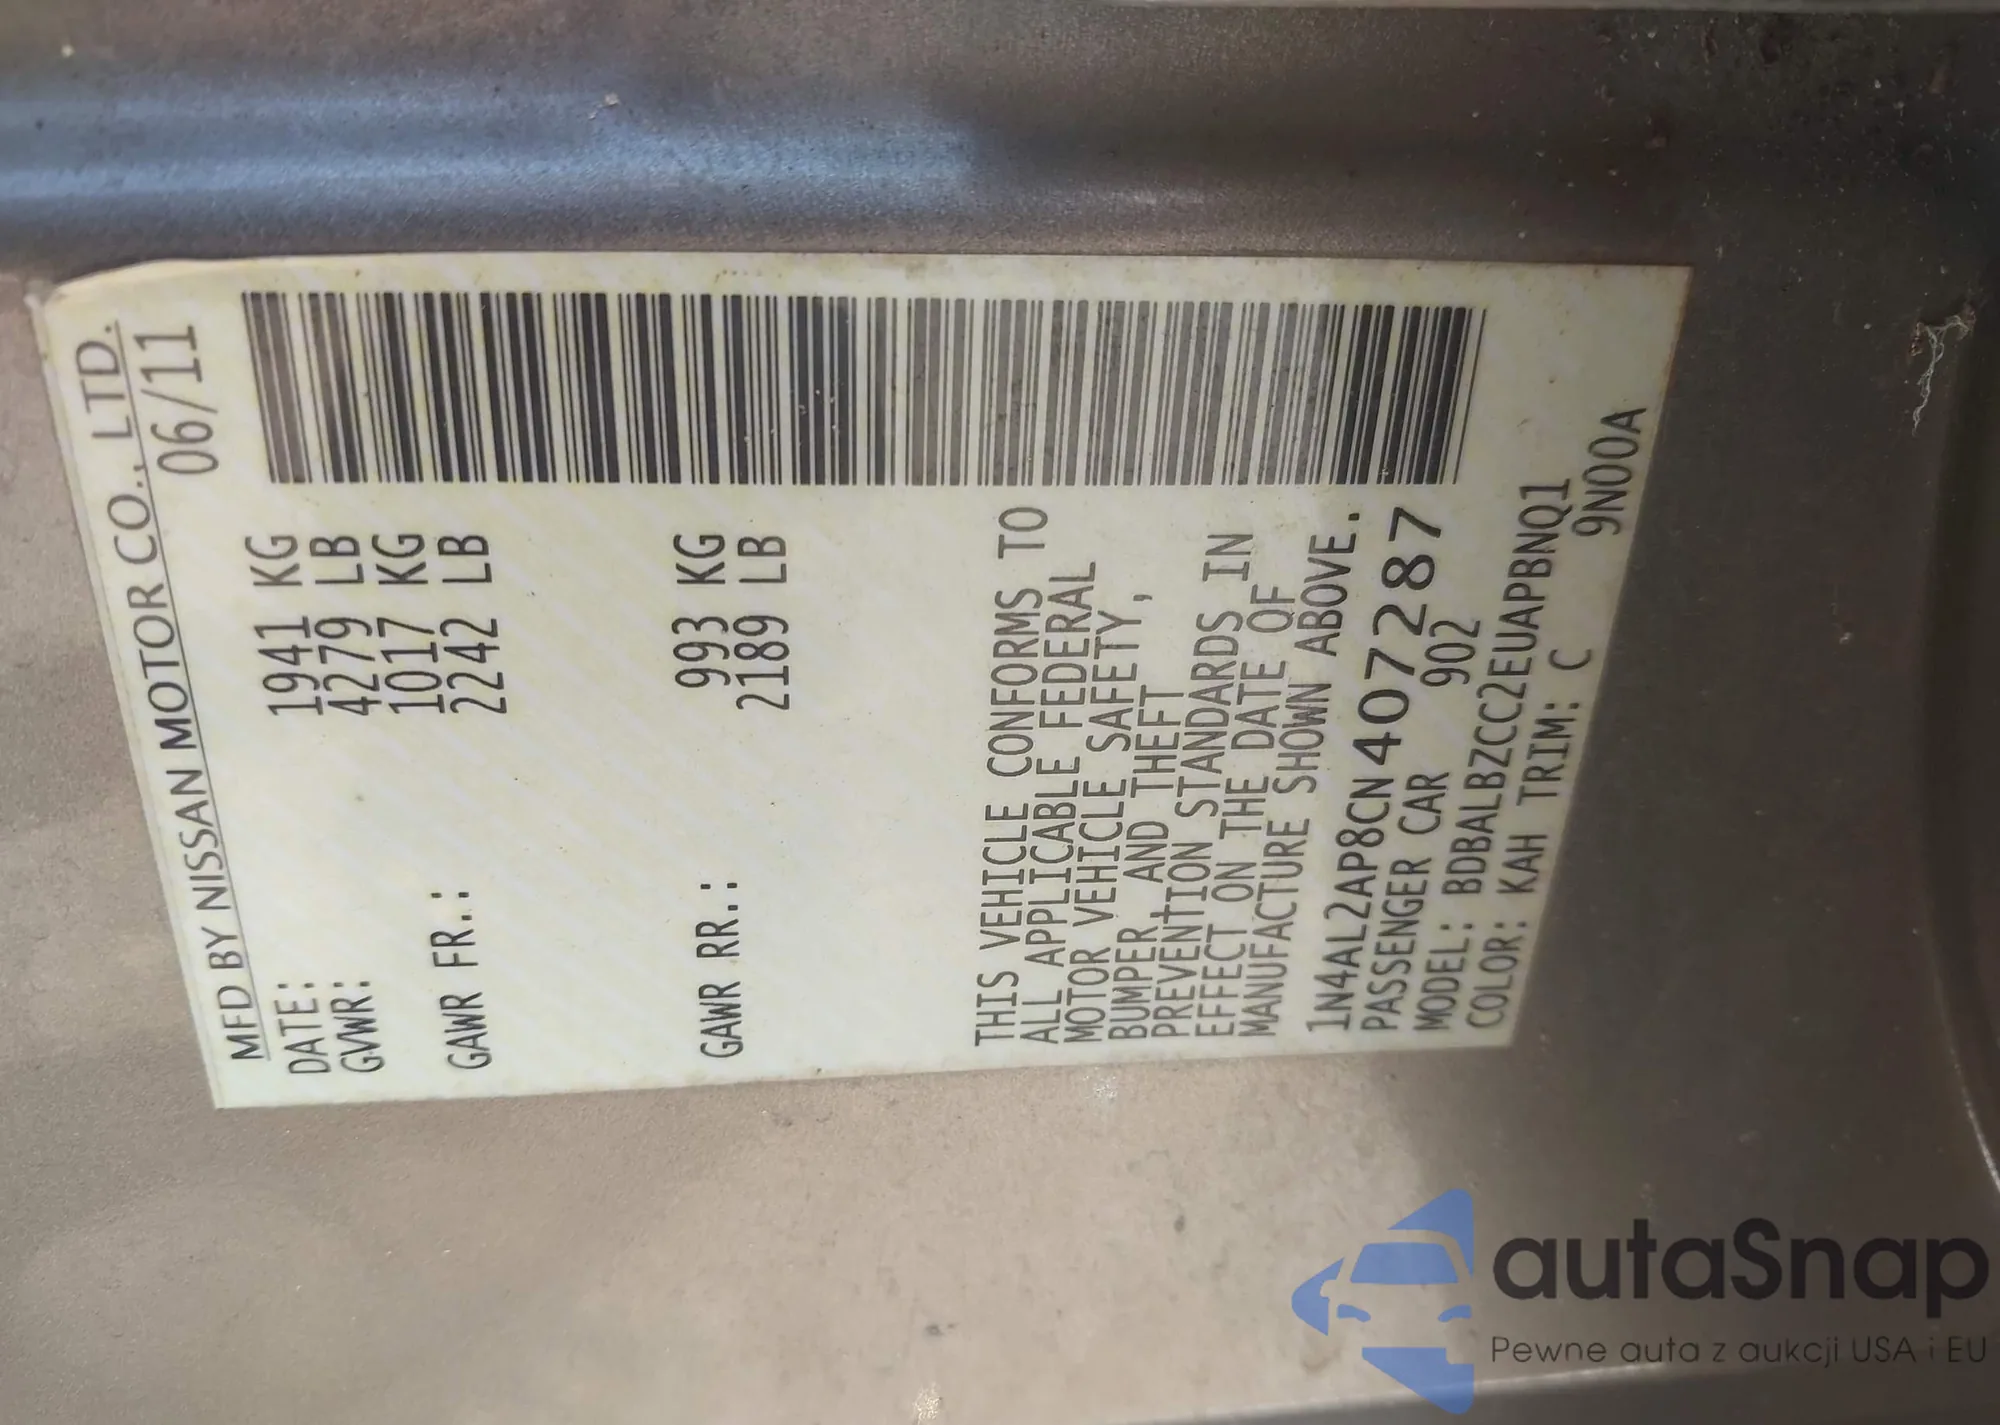 MFD BY NISSAN MOTOR CO., LTD.
DATE: 06/11
GVWR: 1941 KG
4279 LB
GAWR FR.: 1017 KG
2242 LB
GAWR RR.: 993 KG
2189 LB
THIS VEHICLE CONFORMS TO
ALL APPLICABLE FEDERAL
MOTOR VEHICLE SAFETY,
BUMPER, AND THEFT
PREVENTION STANDARDS IN
EFFECT ON THE DATE OF
MANUFACTURE SHOWN ABOVE.
1N4AL2AP8CN407287
PASSENGER CAR 902
MODEL: BDBALBZCC2EUAPBNQ1
COLOR: KAH TRIM: C 9N00A
autaSnap
Pewne auta z aukcji USA i EU